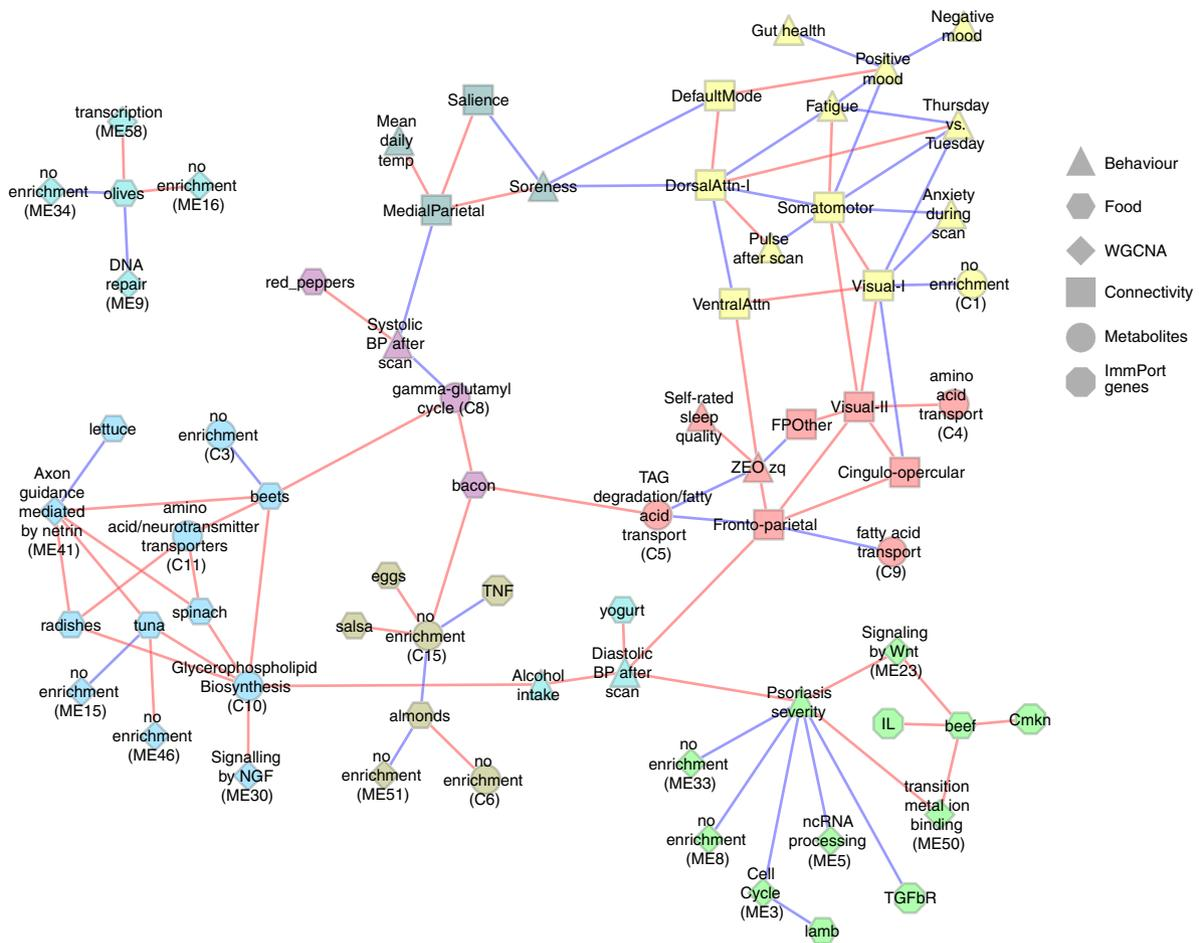 Gut health
Negative
mood
Positive
mood
DefaultMode
Fatigue
Thursday
vs.
Tuesday
Salience
Mean
daily
temp
transcription
(ME58)
no
enrichment
(ME34)
olives
no
enrichment
(ME16)
DNA
repair
(ME9)
MedialParietal
Soreness
DorsalAttn-I
Somatomotor
Anxiety
during
scan
Pulse
after scan
VentralAttn
Visual-I
no
enrichment
(C1)
Behaviour
Food
WGCNA
Connectivity
Metabolites
ImmPort
genes
red_peppers
Systolic
BP after
scan
gamma-glutamyl
cycle (C8)
Self-rated
sleep
quality
FPOther
Visual-II
amino
acid
transport
(C4)
ZEO zq
Cingulo-opercular
TAG
degradation/fatty
acid
transport
(C5)
Fronto-parietal
fatty acid
transport
(C9)
lettuce
no
enrichment
(C3)
Axon
guidance
mediated
by netrin
(ME41)
beets
amino
acid/neurotransmitter
transporters
(C11)
bacon
radishes
tuna
spinach
Glycerophospholipid
Biosynthesis
(C10)
no
enrichment
(ME15)
no
enrichment
(ME46)
Signalling
by NGF
(ME30)
eggs
TNF
salsa
no
enrichment
(C15)
almonds
no
enrichment
(ME51)
no
enrichment
(C6)
yogurt
Alcohol
intake
Diastolic
BP after
scan
Psoriasis
severity
Signaling
by Wnt
(ME23)
IL
beef
Cmkn
no
enrichment
(ME33)
transition
metal ion
binding
(ME50)
no
enrichment
(ME8)
ncRNA
processing
(ME5)
Cell
Cycle
(ME3)
TGFbR
lamb